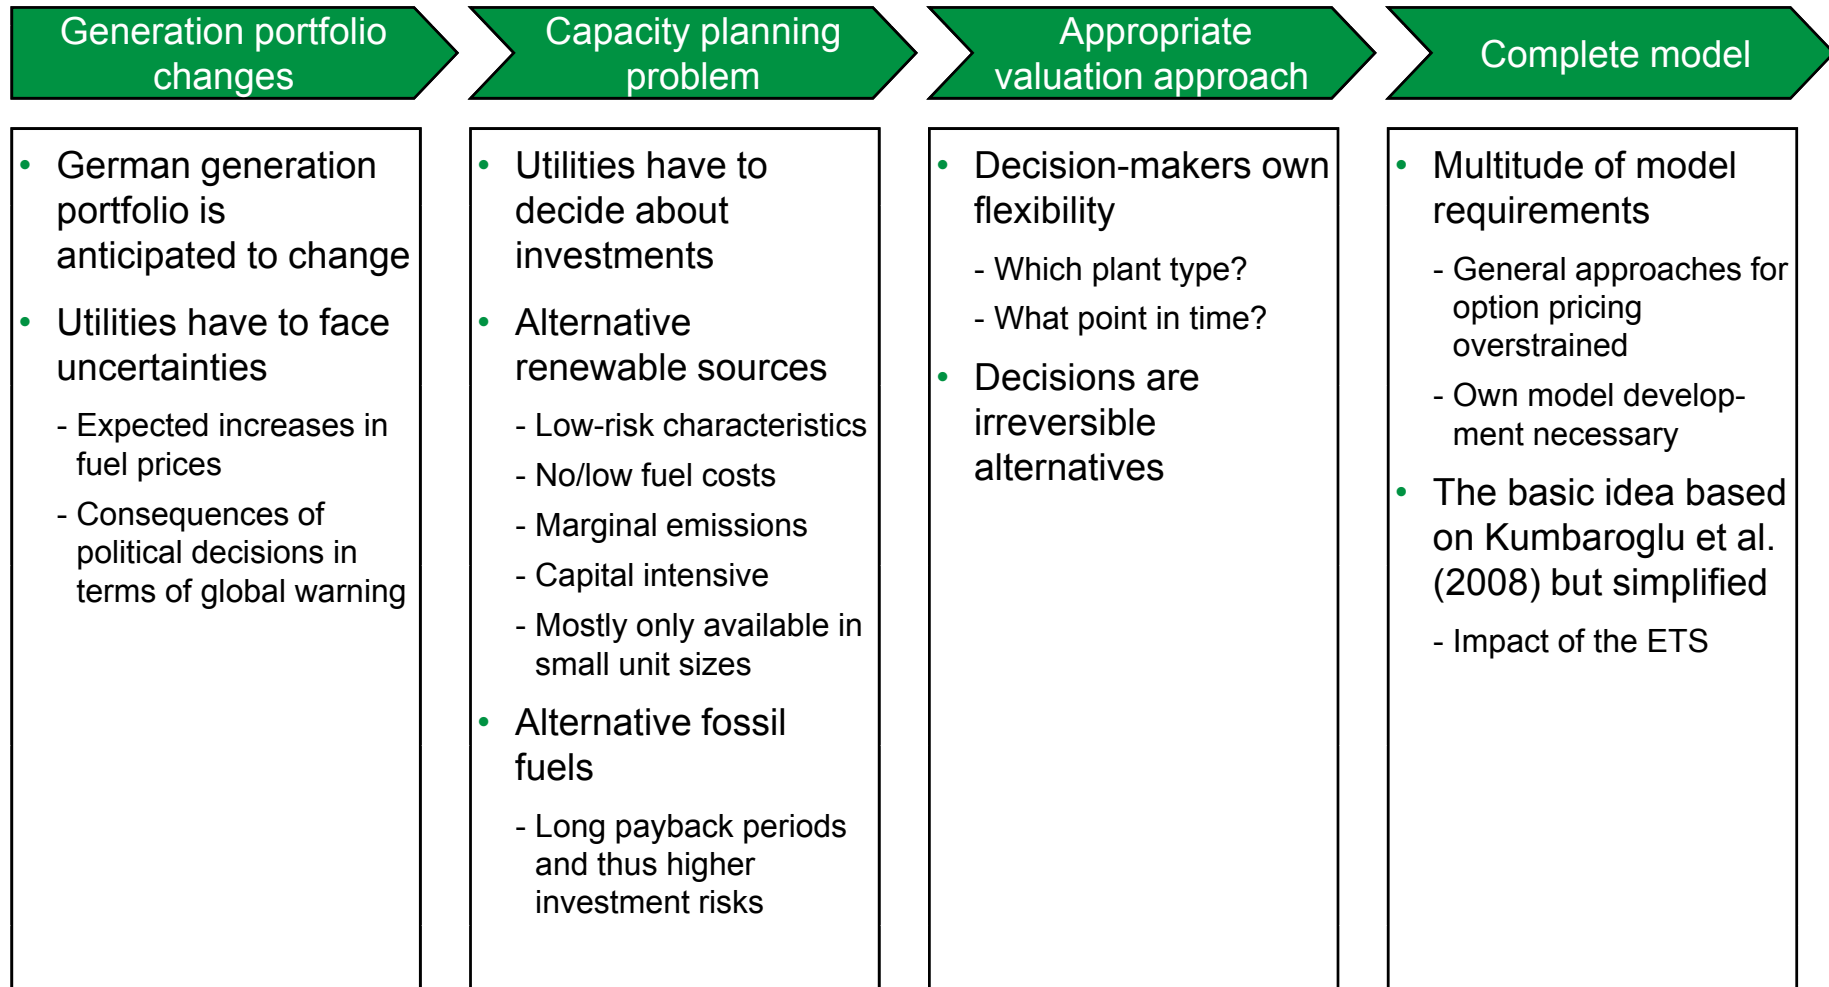 Generation portfolio
changes
Capacity planning
problem
Appropriate
valuation approach
Complete model
• German generation
portfolio is
anticipated to change
• Utilities have to face
uncertainties
- Expected increases in
fuel prices
- Consequences of
political decisions in
terms of global warning
• Utilities have to
decide about
investments
• Alternative
renewable sources
- Low-risk characteristics
- No/low fuel costs
- Marginal emissions
- Capital intensive
- Mostly only available in
small unit sizes
• Alternative fossil
fuels
- Long payback periods
and thus higher
investment risks
• Decision-makers own
flexibility
- Which plant type?
- What point in time?
• Decisions are
irreversible
alternatives
• Multitude of model
requirements
- General approaches for
option pricing
overstrained
- Own model develop-
ment necessary
• The basic idea based
on Kumbaroglu et al.
(2008) but simplified
- Impact of the ETS